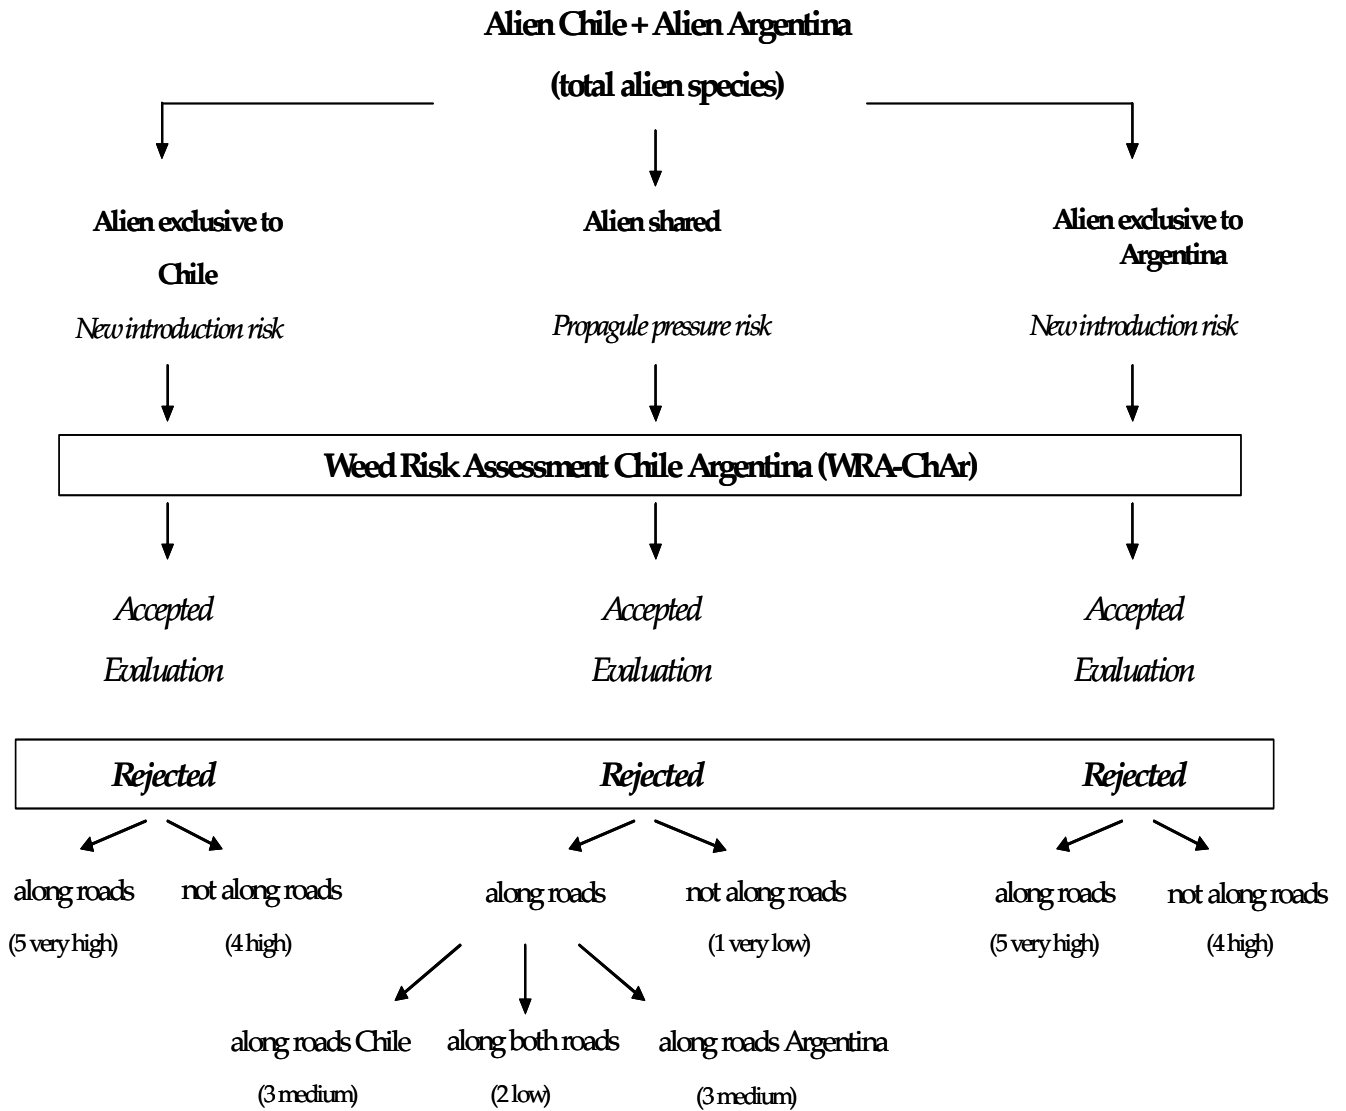 Alien Chile + Alien Argentina
(total alien species)
Alien exclusive to
Chile
New introduction risk
Alien shared
Propagule pressure risk
Alien exclusive to
Argentina
New introduction risk
Weed Risk Assessment Chile Argentina (WRA-ChAr)
Accepted
Evaluation
Accepted
Evaluation
Accepted
Evaluation
Rejected
Rejected
Rejected
along roads
(5 very high)
not along roads
(4 high)
along roads
not along roads
(1 very low)
along roads
(5 very high)
not along roads
(4 high)
along roads Chile
(3 medium)
along both roads
(2 low)
along roads Argentina
(3 medium)